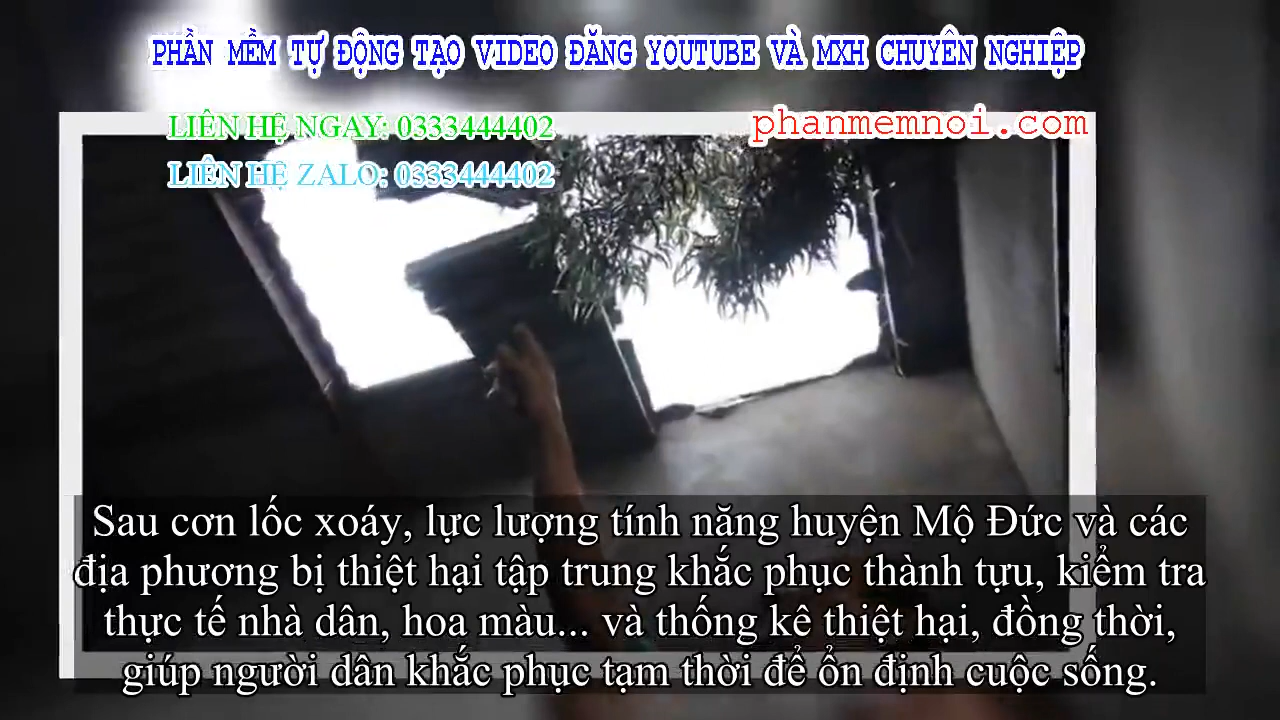 PHẦN MỀM TỰ ĐỘNG TẠO VIDEO ĐĂNG YOUTUBE VÀ MXH CHUYÊN NGHIỆP
LIÊN HỆ NGAY: 0333444402
phanmemnoi.com
LIÊN HỆ ZALO: 0333444402
Sau cơn lốc xoáy, lực lượng tính năng huyện Mộ Đức và các
địa phương bị thiệt hại tập trung khắc phục thành tựu, kiểm tra
thực tế nhà dân, hoa màu... và thống kê thiệt hại, đồng thời,
giúp người dân khắc phục tạm thời để ổn định cuộc sống.